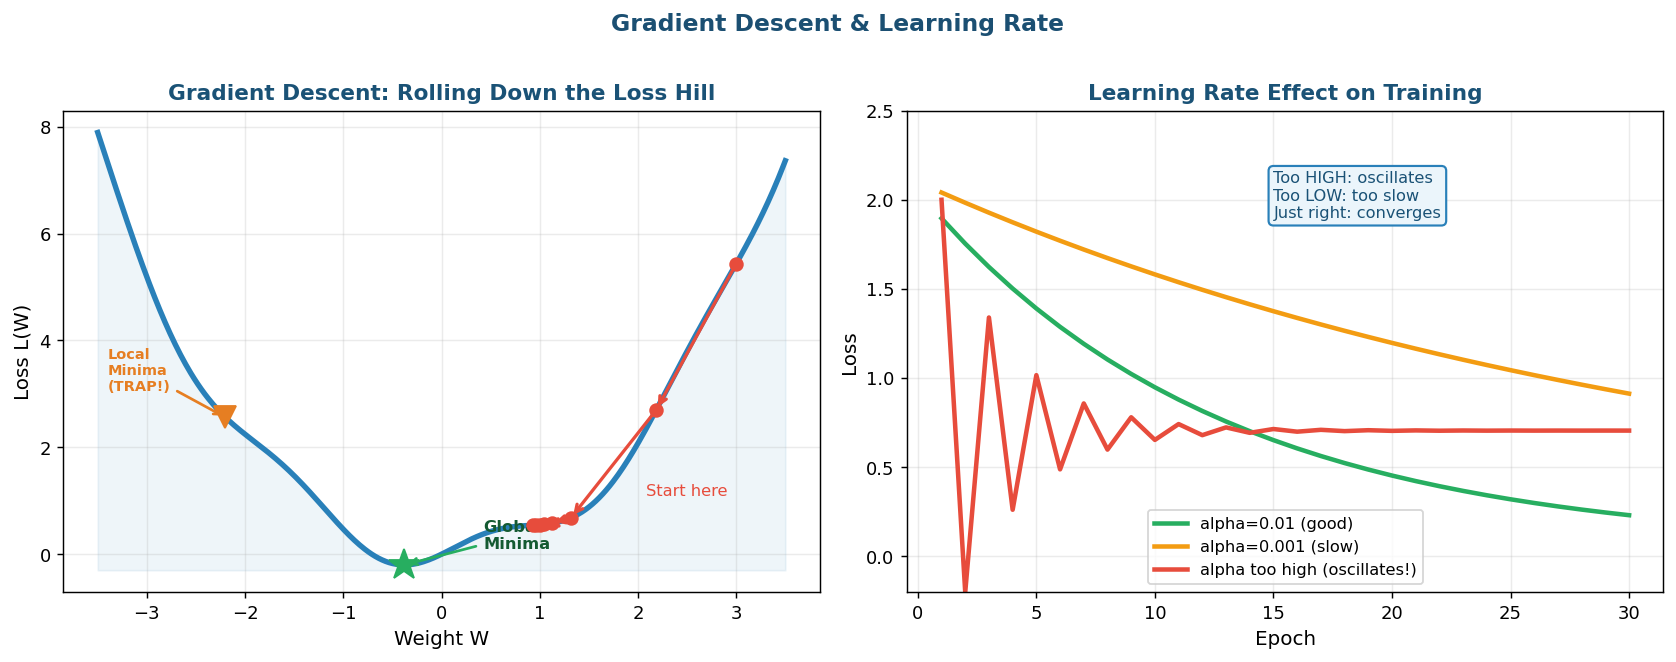 Gradient Descent & Learning Rate
Gradient Descent: Rolling Down the Loss Hill
8
6
4
2
0
Loss L(W)
Local
Minima
(TRAP!)
Start here
Minima
−3
−2
−1
0
1
2
3
Weight W
Learning Rate Effect on Training
2.5
2.0
1.5
1.0
0.5
0.0
Loss
Too HIGH: oscillates
Too LOW: too slow
Just right: converges
alpha=0.01 (good)
alpha=0.001 (slow)
alpha too high (oscillates!)
0
5
10
15
20
25
30
Epoch